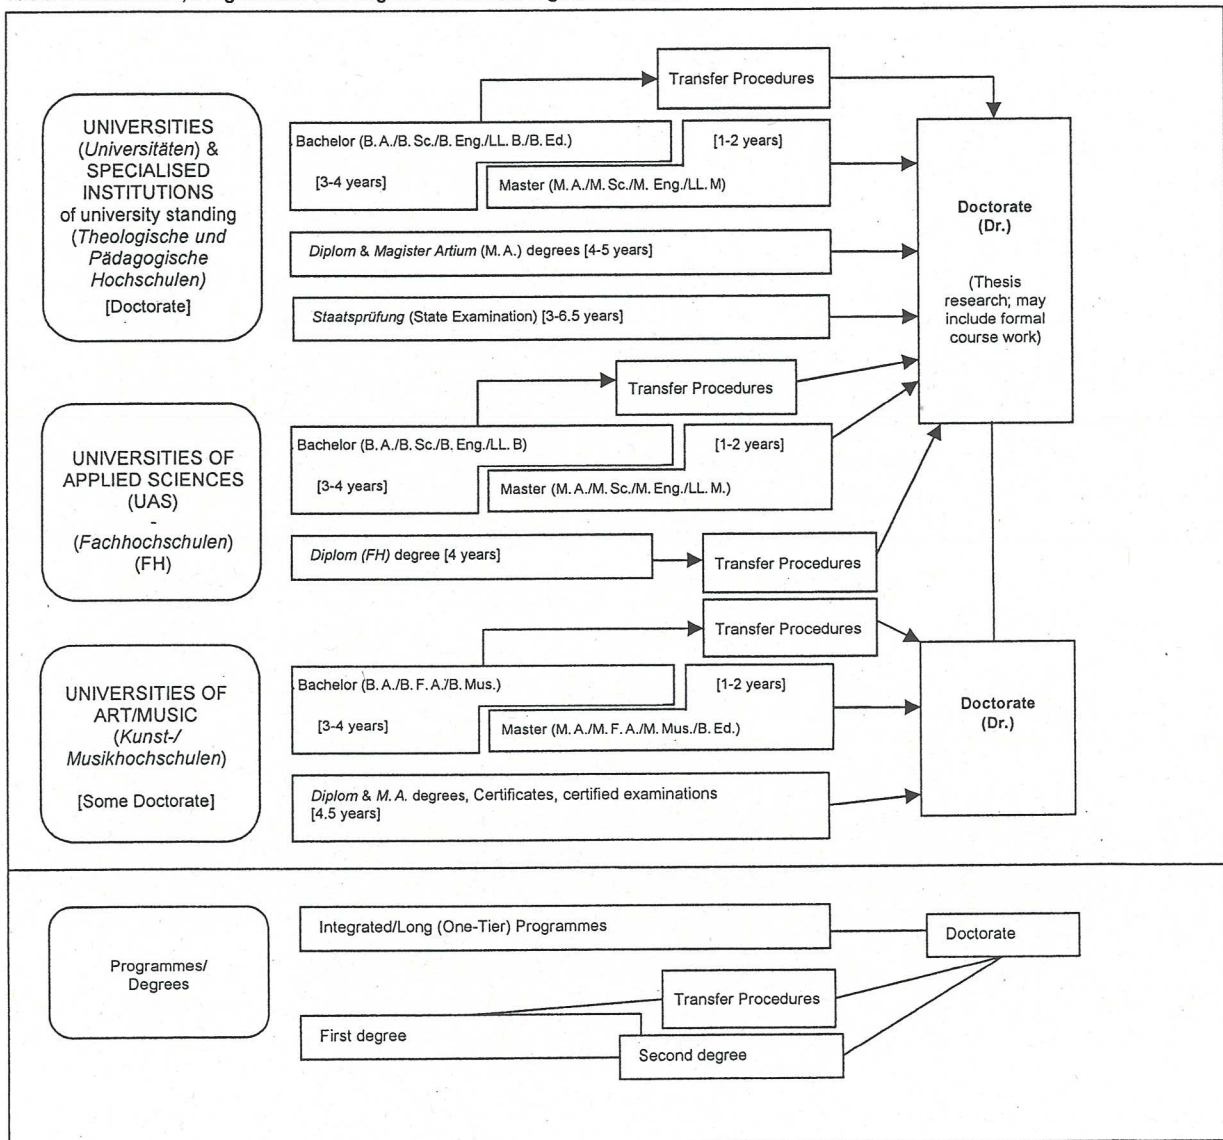 Transfer Procedures
UNIVERSITIES
(Universitäten) &
SPECIALISED
INSTITUTIONS
of university standing
(Theologische und
Pädagogische
Hochschulen)
[Doctorate]
Bachelor (B. A./B. Sc./B. Eng./LL. B./B. Ed.)
[3-4 years]
[1-2 years]
Master (M. A./M. Sc./M. Eng./LL. M)
Diplom & Magister Artium (M. A.) degrees [4-5 years]
Staatsprüfung (State Examination) [3-6.5 years]
Doctorate
(Dr.)
(Thesis
research; may
include formal
course work)
Transfer Procedures
UNIVERSITIES OF
APPLIED SCIENCES
(UAS)
-
(Fachhochschulen)
(FH)
Bachelor (B. A./B. Sc./B. Eng./LL. B)
[3-4 years]
[1-2 years]
Master (M. A./M. Sc./M. Eng./LL. M.)
Diplom (FH) degree [4 years]
Transfer Procedures
Transfer Procedures
UNIVERSITIES OF
ART/MUSIC
(Kunst-/
Musikhochschulen)
[Some Doctorate]
Bachelor (B. A./B. F. A./B. Mus.)
[3-4 years]
[1-2 years]
Master (M. A./M. F. A./M. Mus./B. Ed.)
Diplom & M. A. degrees, Certificates, certified examinations
[4.5 years]
Doctorate
(Dr.)
Programmes/
Degrees
Integrated/Long (One-Tier) Programmes
Doctorate
Transfer Procedures
First degree
Second degree